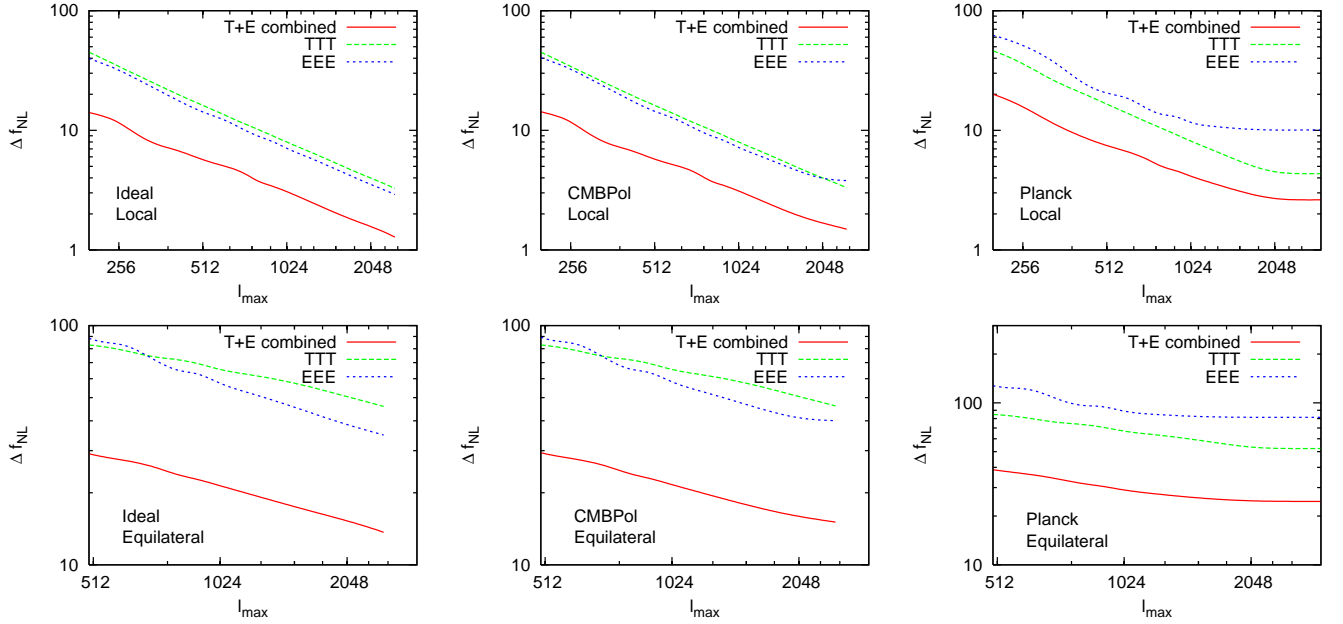 100
10
1
Δ f_NL
T+E combined
TTT
EEE
Ideal
Local
256 512 1024 2048
l_max
100
10
1
Δ f_NL
T+E combined
TTT
EEE
CMBPol
Local
256 512 1024 2048
l_max
100
10
1
Δ f_NL
T+E combined
TTT
EEE
Planck
Local
256 512 1024 2048
l_max
100
10
Δ f_NL
T+E combined
TTT
EEE
Ideal
Equilateral
512 1024 2048
l_max
100
10
Δ f_NL
T+E combined
TTT
EEE
CMBPol
Equilateral
512 1024 2048
l_max
100
10
Δ f_NL
T+E combined
TTT
EEE
Planck
Equilateral
512 1024 2048
l_max